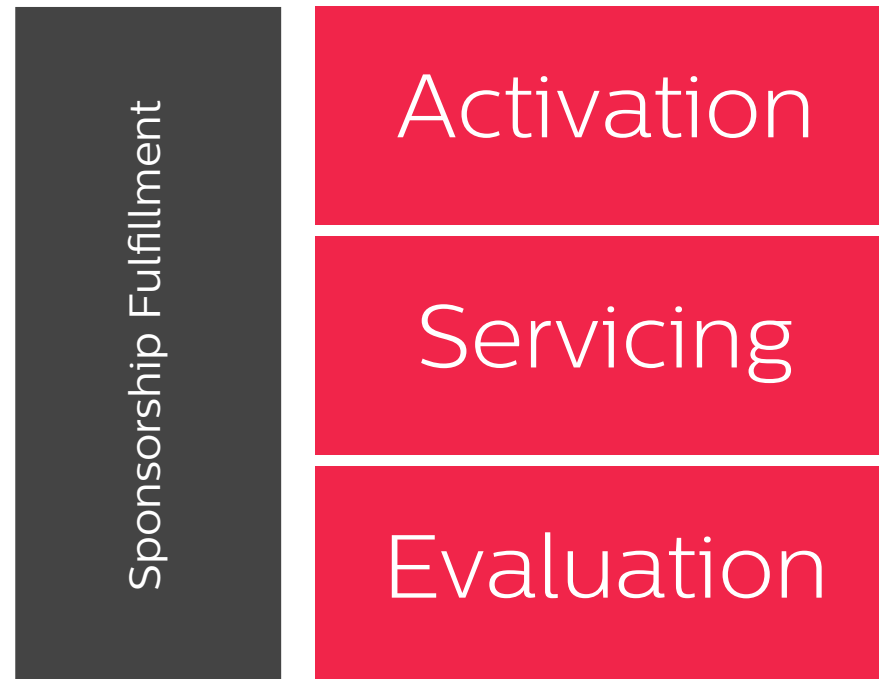 Sponsorship Fulfillment
Activation
Servicing
Evaluation